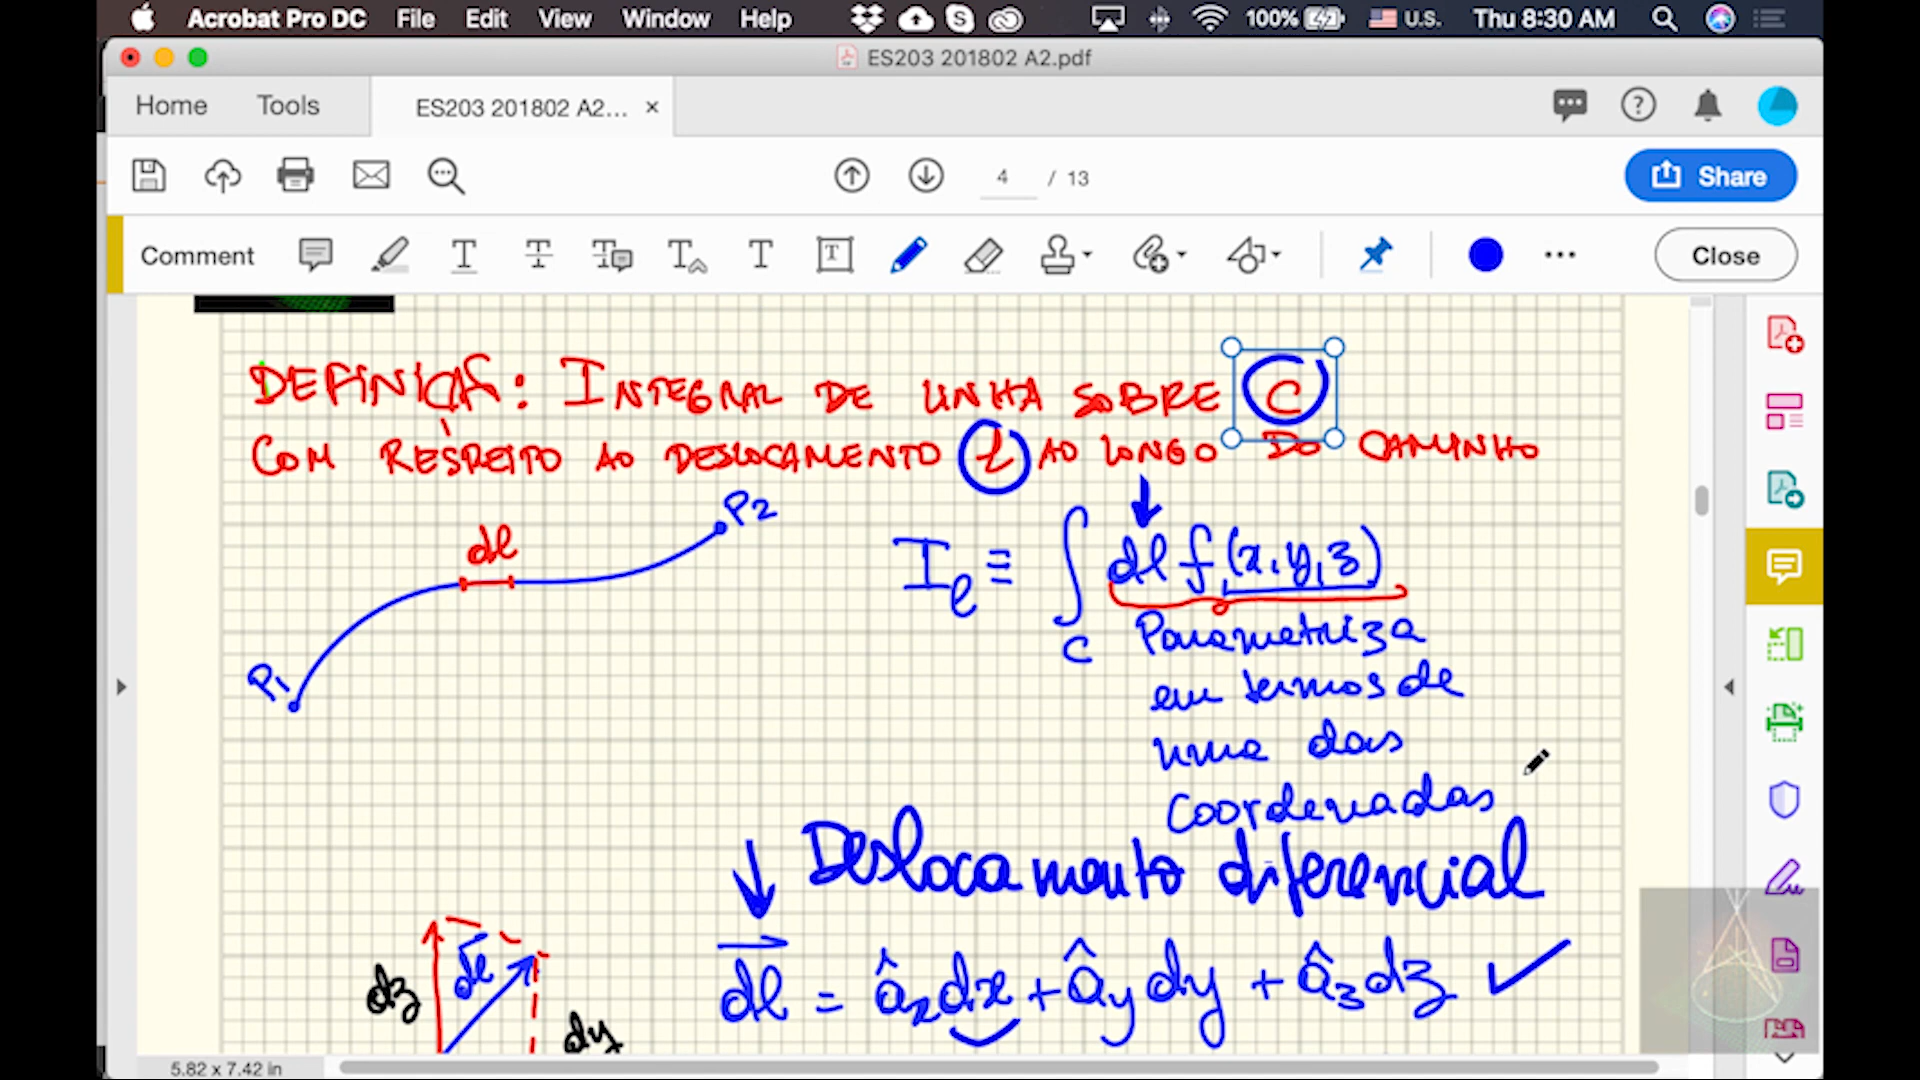 Acrobat Pro DC File Edit View Window Help 100% U.S. Thu 8:30 AM
ES203 201802 A2.pdf
Home Tools ES203 201802 A2... ×
4 / 13 Share
Comment Close
DEFINIÇÃO: INTEGRAL DE LINHA SOBRE C
COM RESPEITO AO DESLOCAMENTO l AO LONGO DO CAMINHO
P2
dl
I_l ≡ ∫_C dl f(x,y,z)
P1
Parametriza
em termos de
uma das
coordenadas
Deslocamento diferencial
dl = âx dx + ây dy + âz dz ✓
dz dl
dy
5.82 x 7.42 in